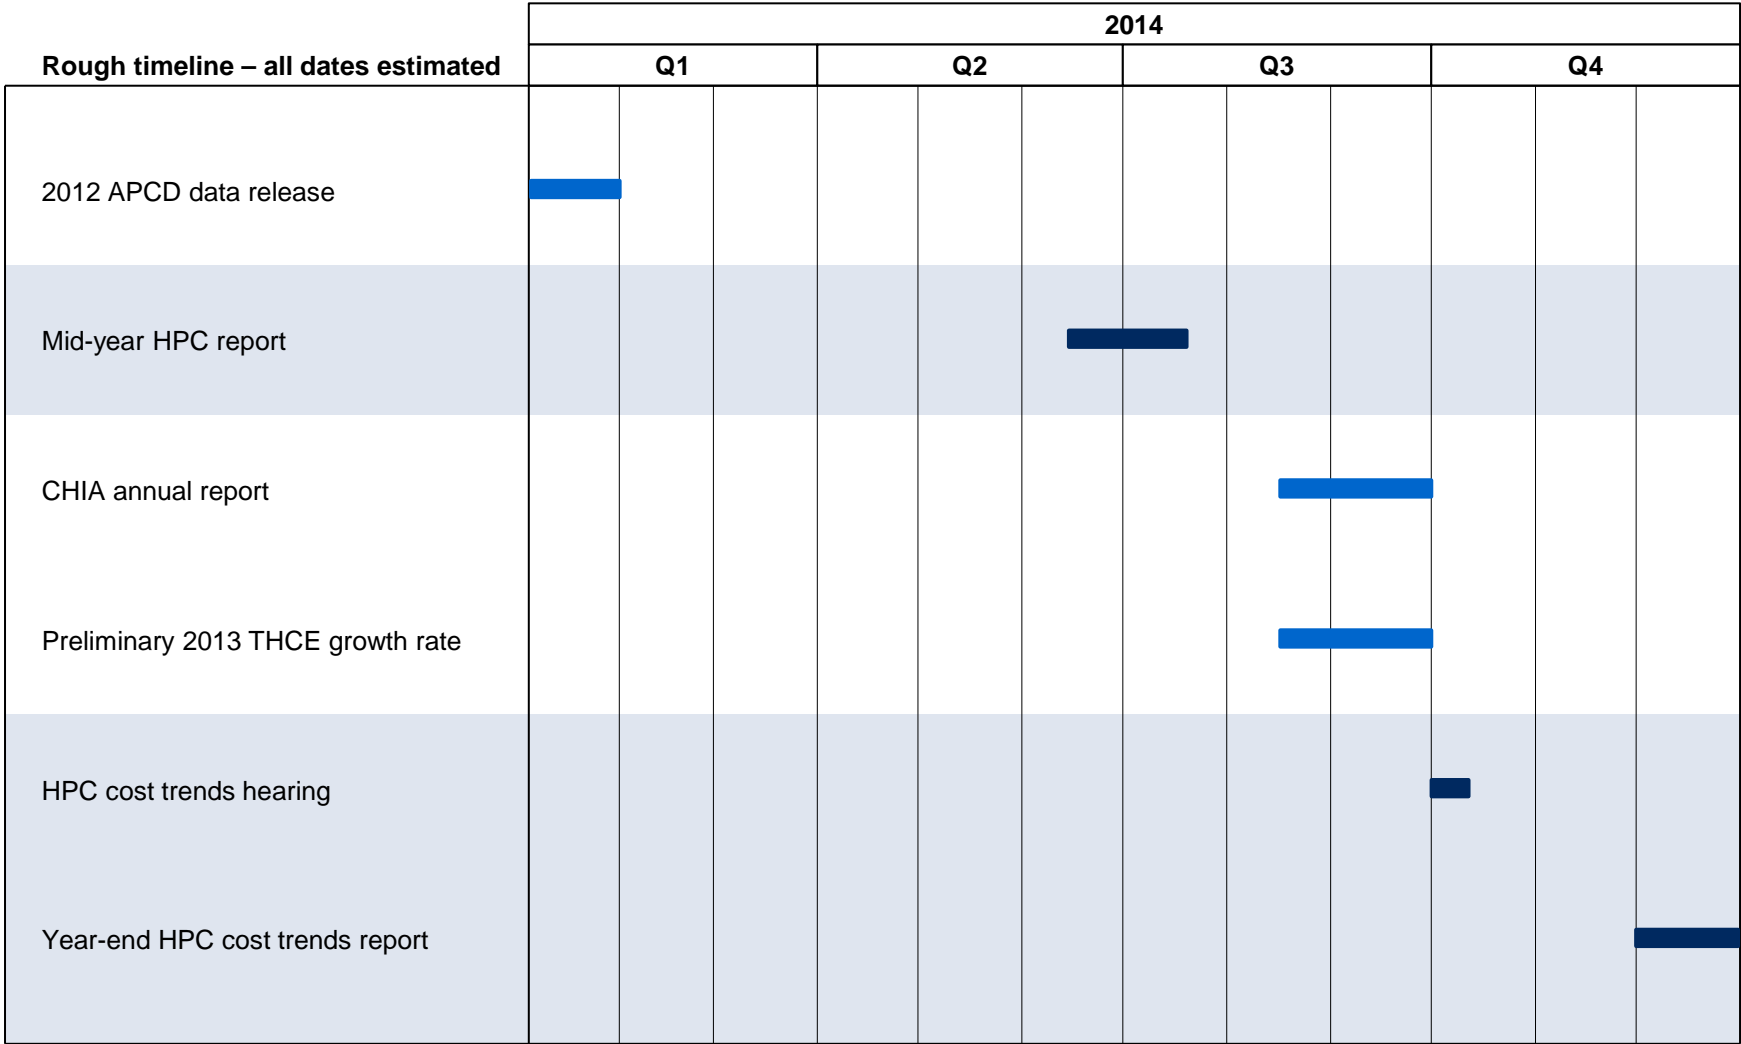 2014
Rough timeline – all dates estimated
Q1 Q2 Q3 Q4
2012 APCD data release
Mid-year HPC report
CHIA annual report
Preliminary 2013 THCE growth rate
HPC cost trends hearing
Year-end HPC cost trends report